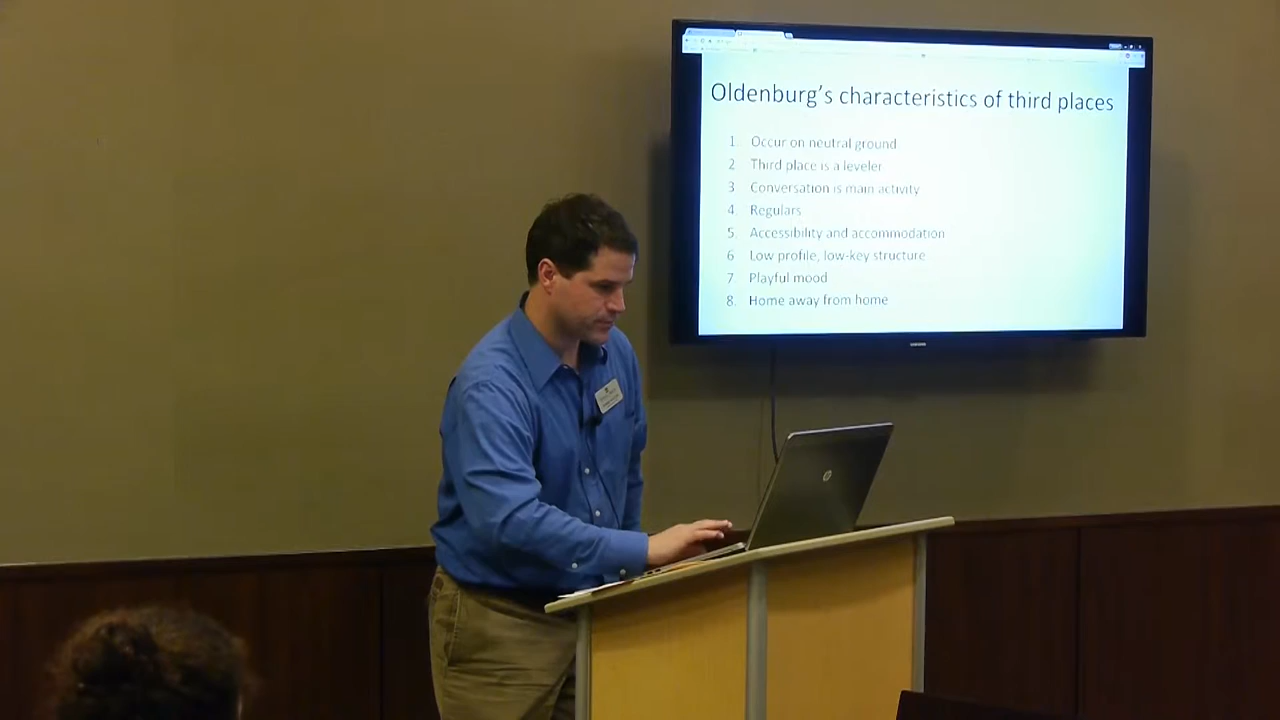 Oldenburg's characteristics of third places
1. Occur on neutral ground
2 Third place is a leveler
3 Conversation is main activity
4 Regulars
5. Accessibility and accommodation
6 Low profile, low-key structure
7 Playful mood
8. Home away from home
SAMSUNG
hp